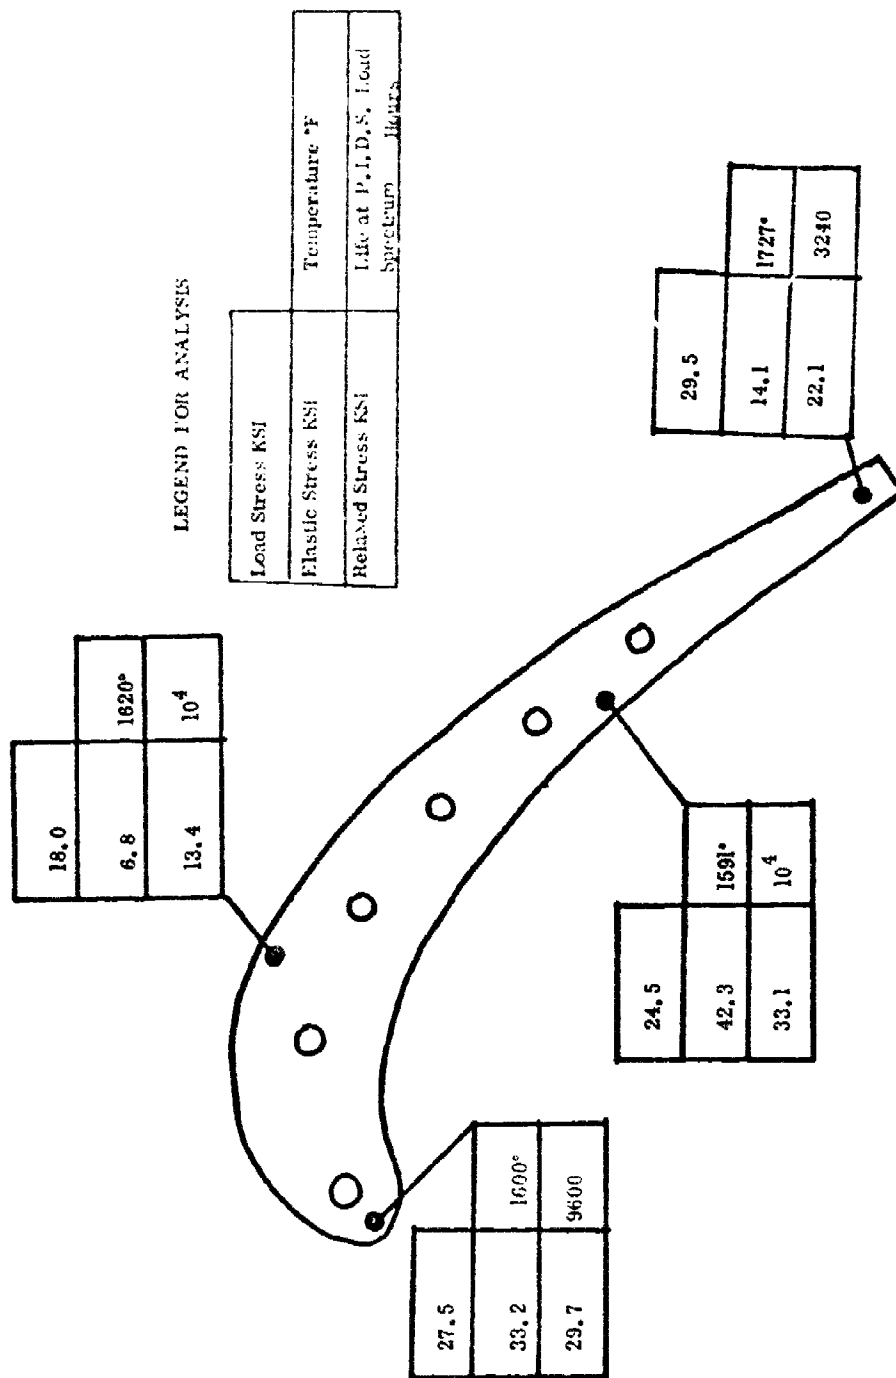 LEGEND FOR ANALYSIS
Load Stress KSI
Elastic Stress KSI
Temperature °F
Relaxed Stress KSI
Life at P.I.D.S. Load
Spectrum Hours
18.0
6.8
1620°
13.4
10⁴
29.5
14.1
1727°
22.1
3240
27.5
33.2
1600°
29.7
9600
24.5
42.3
1591°
33.1
10⁴